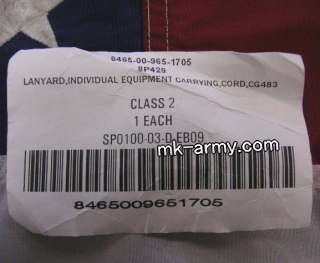 8465-00-965-1705
SP429
LANYARD,INDIVIDUAL EQUIPMENT CARRYING,CORD,CG483
CLASS 2
1 EACH
SP0100-03-D-EB09
mk-army.com
8465009651705